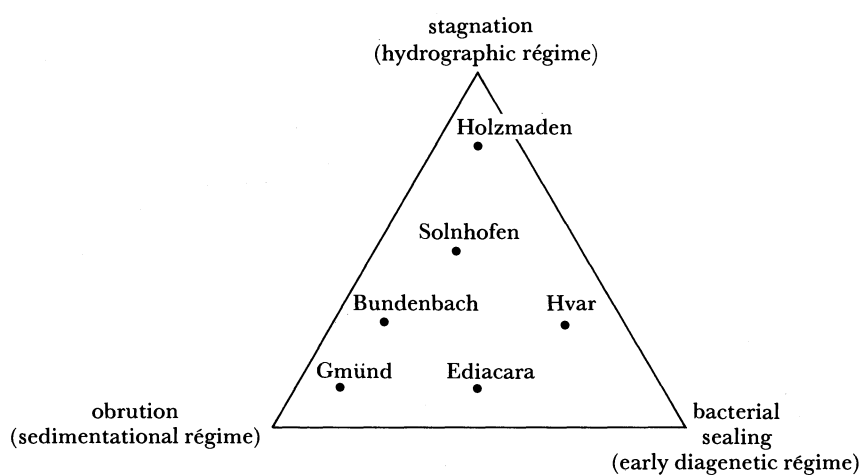 stagnation
(hydrographic régime)
Holzmaden
Solnhofen
Bundenbach
Hvar
Gmünd
Ediacara
obrution
(sedimentational régime)
bacterial
sealing
(early diagenetic régime)